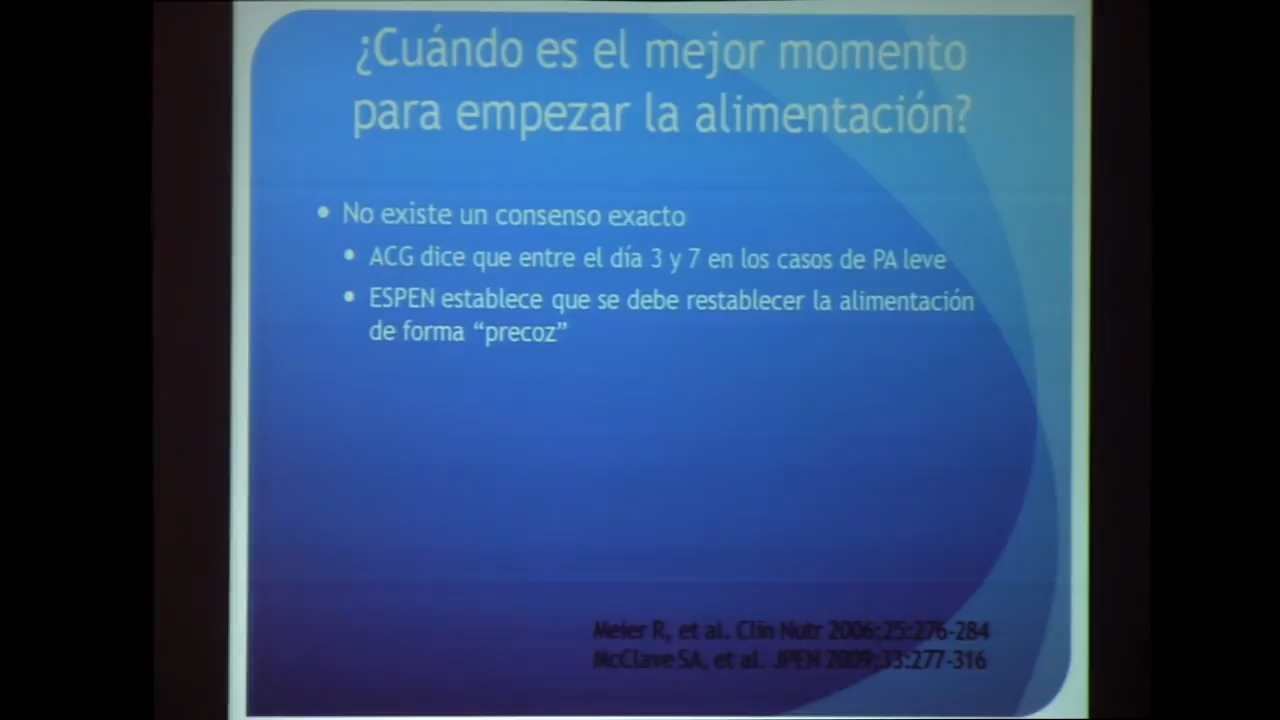 ¿Cuándo es el mejor momento
para empezar la alimentación?
• No existe un consenso exacto
• ACG dice que entre el día 3 y 7 en los casos de PA leve
• ESPEN establece que se debe restablecer la alimentación
de forma “precoz”
Meier R, et al. Clin Nutr 2006;25:276-284
McClave SA, et al. JPEN 2009;33:277-316